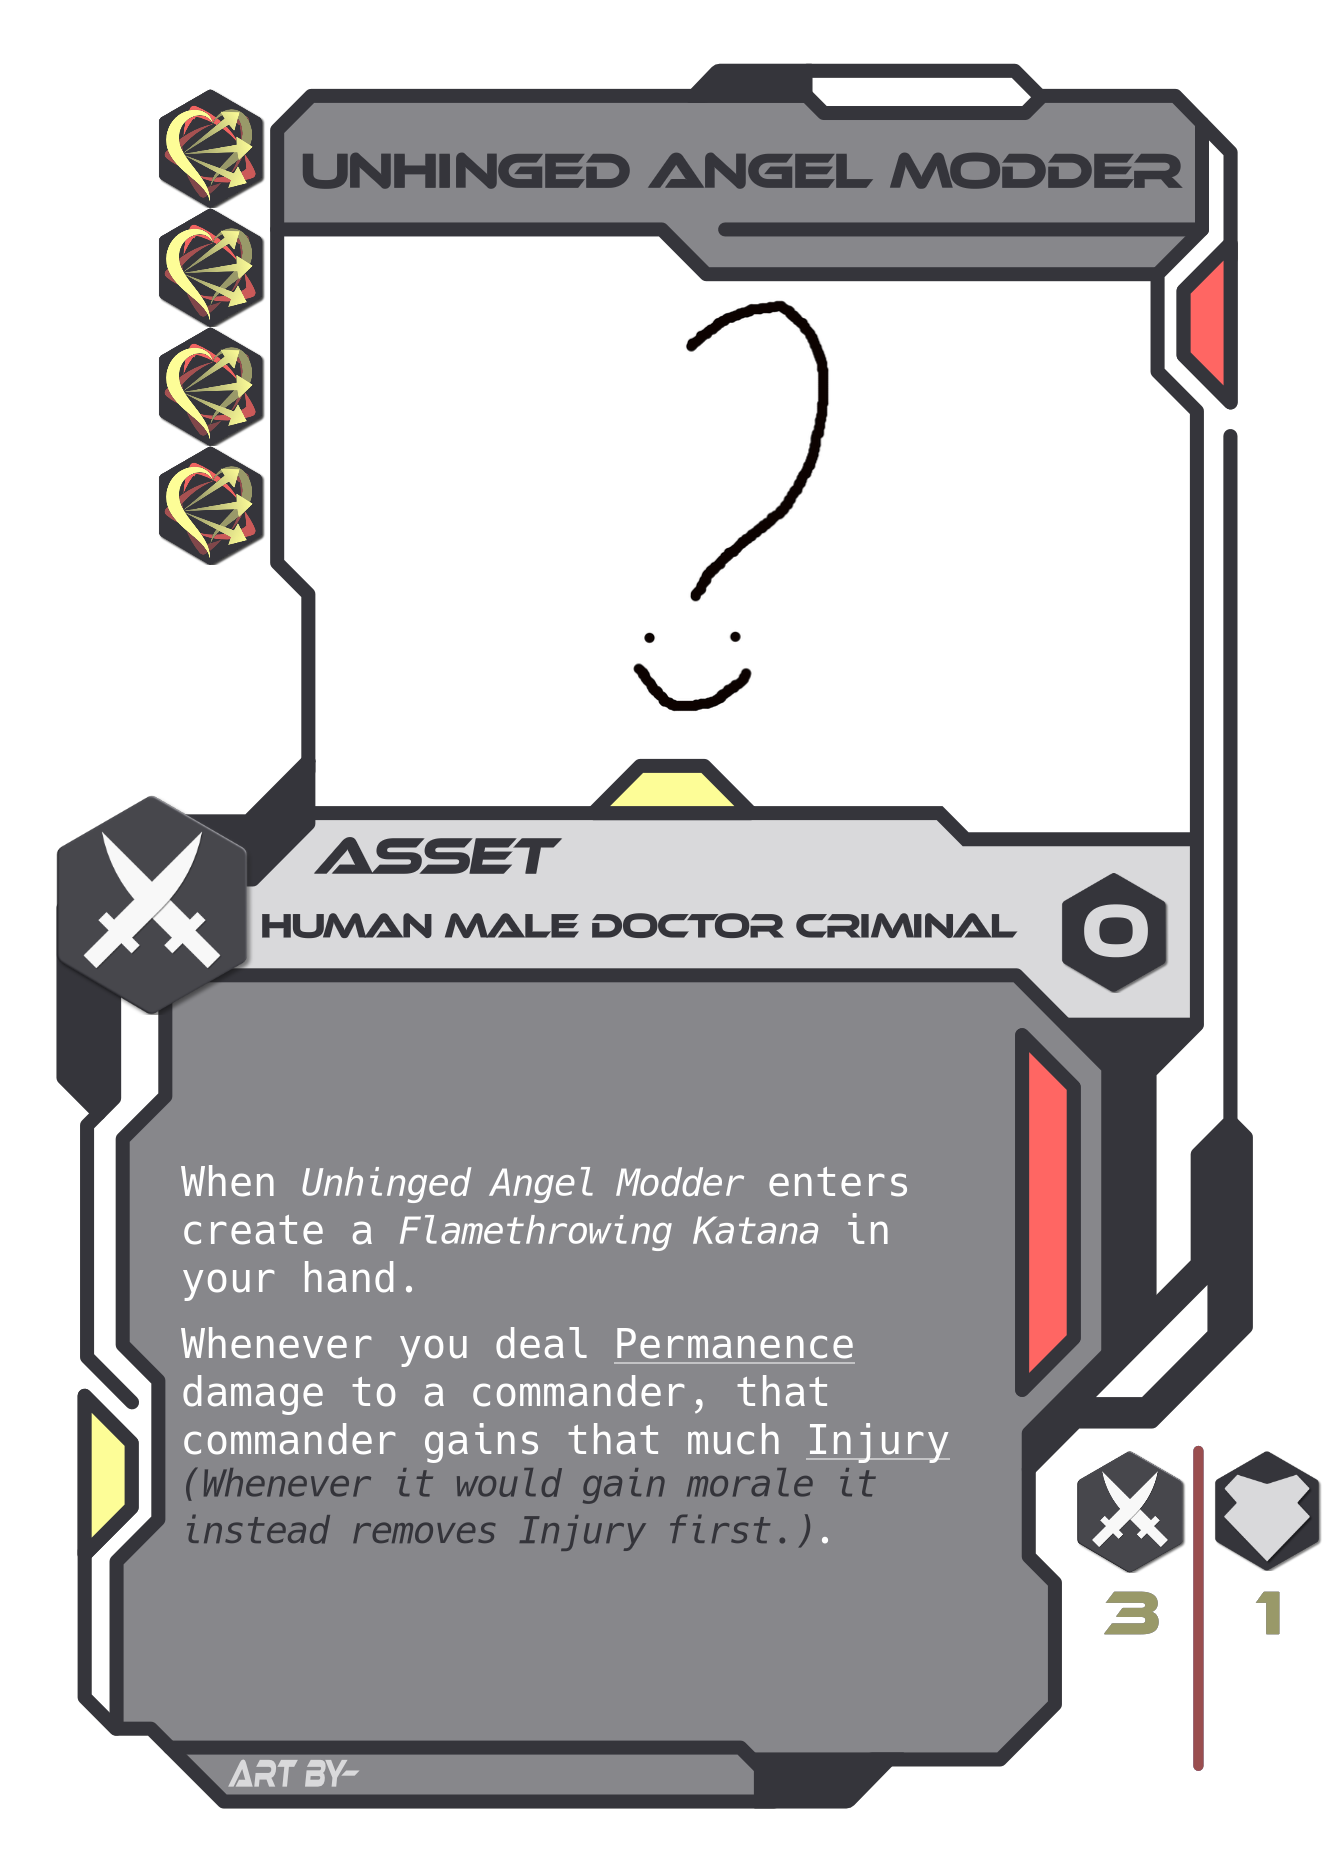 UNHINGED ANGEL MODDER
ASSET
HUMAN MALE DOCTOR CRIMINAL
0
When Unhinged Angel Modder enters
create a Flamethrowing Katana in
your hand.
Whenever you deal Permanence
damage to a commander, that
commander gains that much Injury
(Whenever it would gain morale it
instead removes Injury first.).
3
1
ART BY-